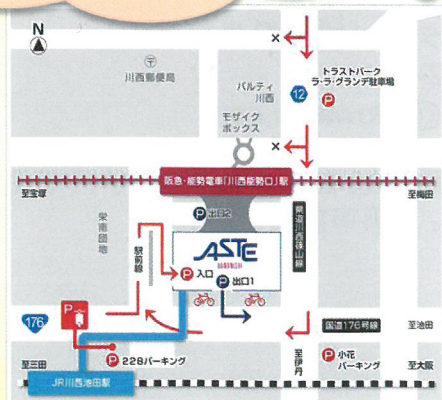 N
川西郵便局
パルティ
川西
モザイク
ボックス
12
トラストパーク
ラ・ラ・グランデ駐車場
P
阪急・能勢電車「川西能勢口」駅
至宝塚
至梅田
栄南団地
駅前線
P 出口2
ASTE
KAWANISHI
P 入口
P 出口1
県道川西篠山線
176
国道176号線
至池田
至三田
P 228パーキング
至伊丹
P 小花
パーキング
至大阪
JR川西池田駅